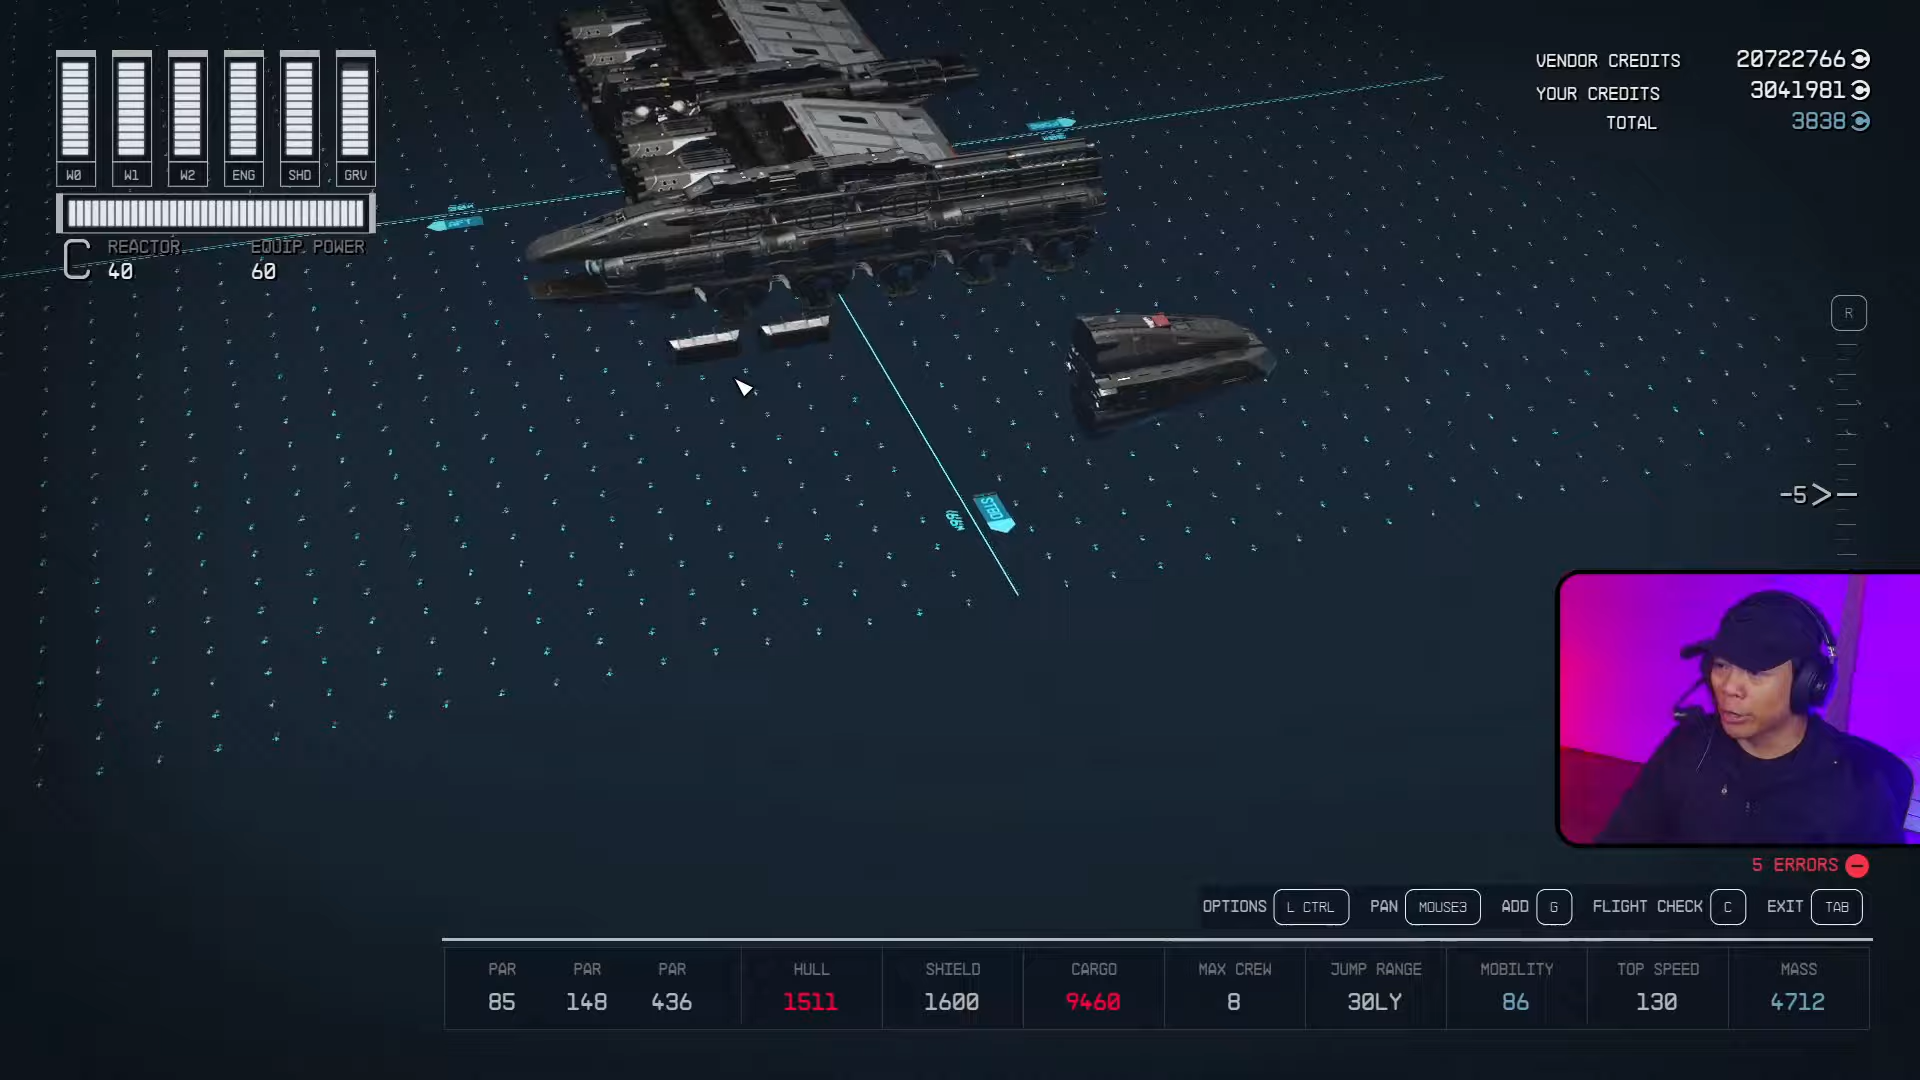 VENDOR CREDITS 20722766
YOUR CREDITS 3041981
TOTAL 3838
W0 W1 W2 ENG SHD GRV
REACTOR EQUIP POWER
C 40 60
R
-5
STBD
5 ERRORS
OPTIONS L CTRL PAN MOUSE3 ADD G FLIGHT CHECK C EXIT TAB
PAR PAR PAR HULL SHIELD CARGO MAX CREW JUMP RANGE MOBILITY TOP SPEED MASS
85 148 436 1511 1600 9460 8 30LY 86 130 4712